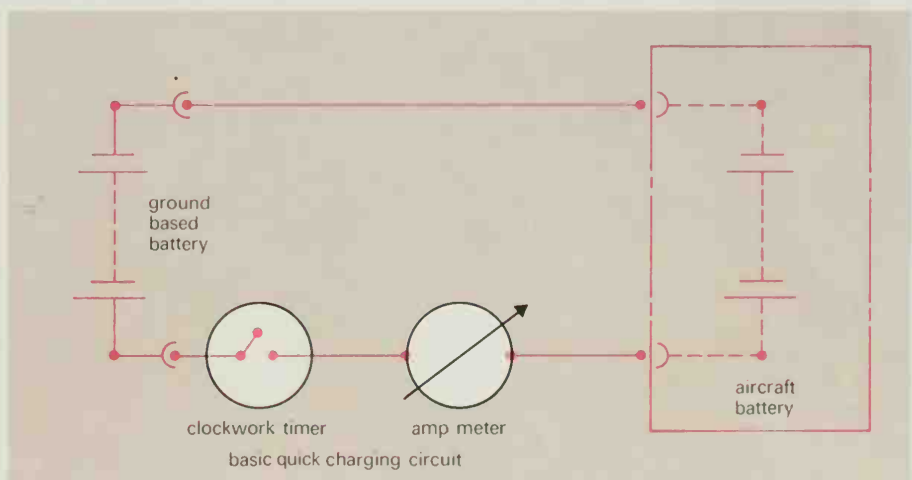 ground
based
battery
aircraft
battery
clockwork timer
amp meter
basic quick charging circuit